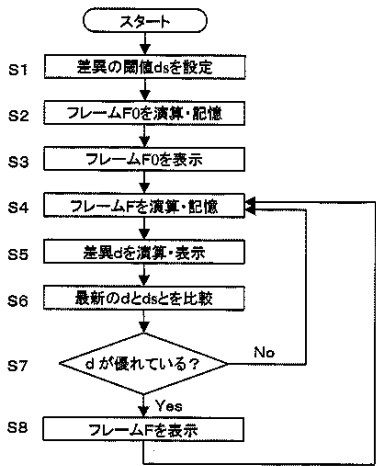 スタート
S1 差異の閾値dsを設定
S2 フレームF0を演算・記憶
S3 フレームF0を表示
S4 フレームFを演算・記憶
S5 差異dを演算・表示
S6 最新のdとdsとを比較
S7 dが優れている? No
Yes
S8 フレームFを表示